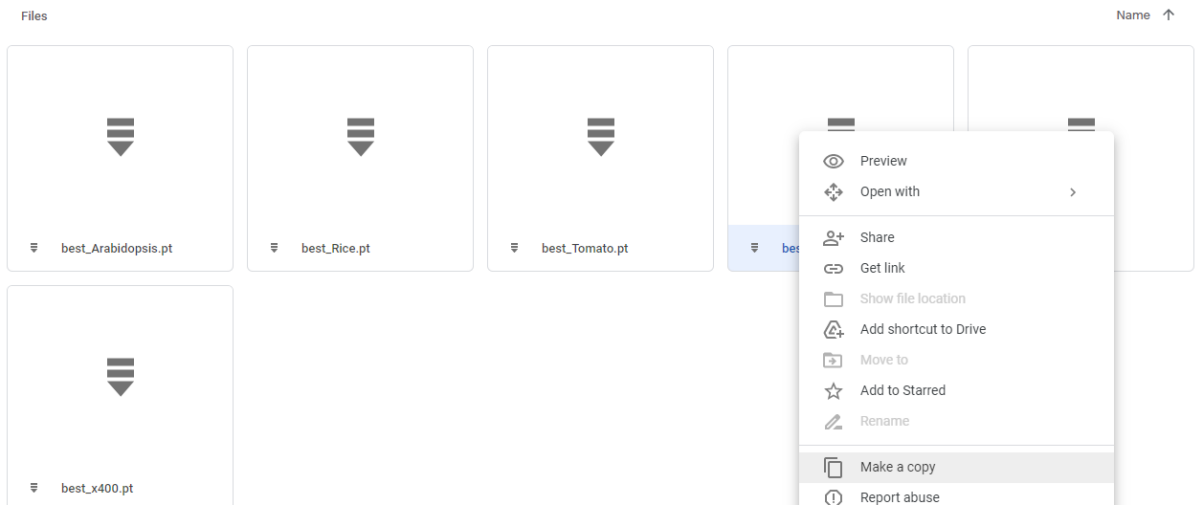 Files
Name
best_Arabidopsis.pt
best_Rice.pt
best_Tomato.pt
bes
best_x400.pt
Preview
Open with
Share
Get link
Show file location
Add shortcut to Drive
Move to
Add to Starred
Rename
Make a copy
Report abuse